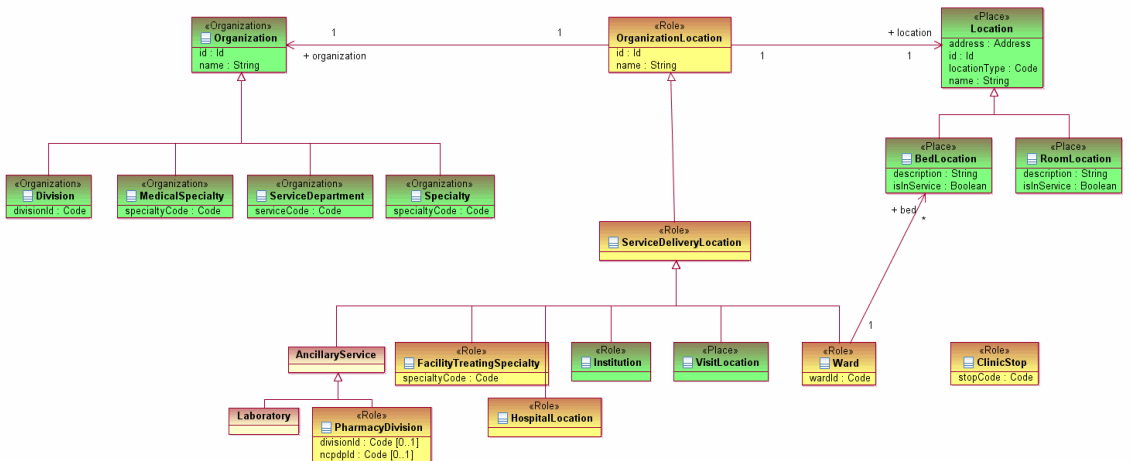 «Organization»
Organization
id : Id
name : String
1
+ organization
1
«Role»
OrganizationLocation
id : Id
name : String
1
+ location
1
«Place»
Location
address : Address
id : Id
locationType : Code
name : String
«Organization»
Division
divisionId : Code
«Organization»
MedicalSpecialty
specialtyCode : Code
«Organization»
ServiceDepartment
serviceCode : Code
«Organization»
Specialty
specialtyCode : Code
«Place»
BedLocation
description : String
isInService : Boolean
«Place»
RoomLocation
description : String
isInService : Boolean
+ bed
*
«Role»
ServiceDeliveryLocation
1
AncillaryService
«Role»
FacilityTreatingSpecialty
specialtyCode : Code
«Role»
Institution
«Place»
VisitLocation
«Role»
Ward
wardId : Code
«Role»
ClinicStop
stopCode : Code
Laboratory
«Role»
PharmacyDivision
divisionId : Code [0..1]
ncpdpId : Code [0..1]
«Role»
HospitalLocation